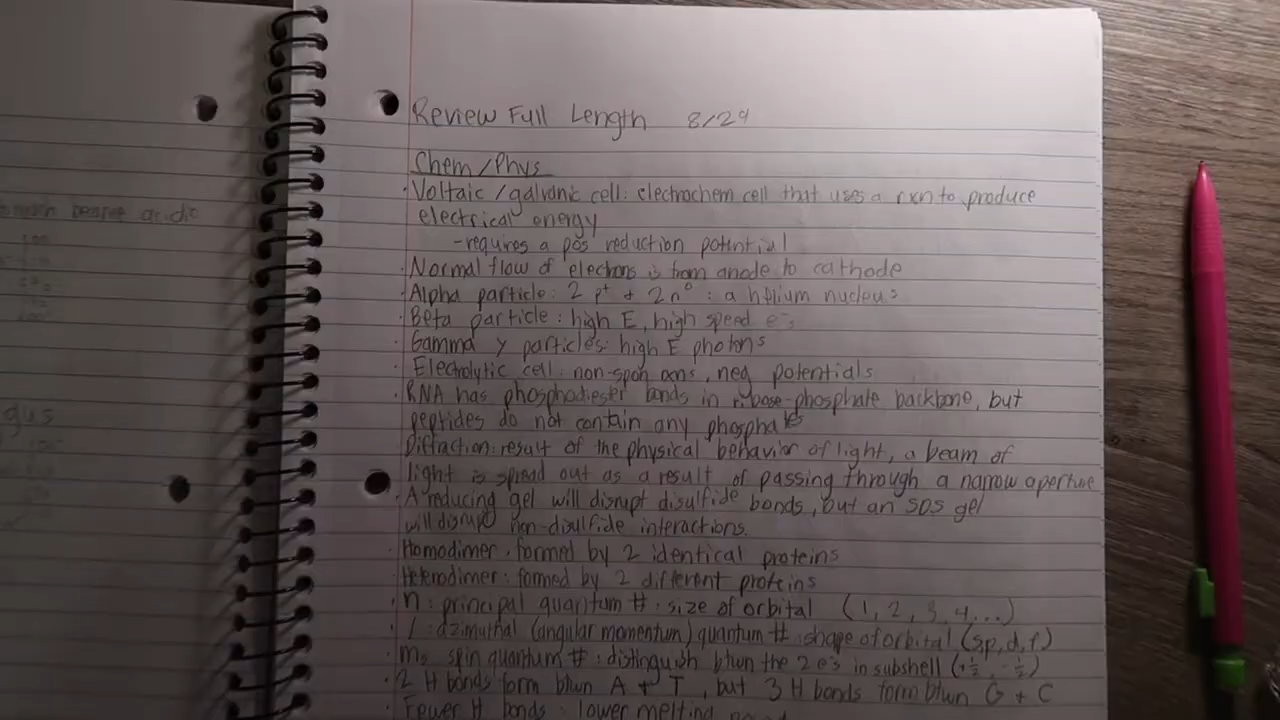 Review Full Length 8/29
Chem/Phys
· Voltaic/galvanic cell: electrochem cell that uses a rxn to produce
electrical energy
- requires a pos reduction potential
· Normal flow of electrons is from anode to cathode
· Alpha particle: 2 p⁺ + 2 n⁰ : a helium nucleus
· Beta particle: high E, high speed e⁻s
· Gamma γ particles: high E photons
· Electrolytic cell: non-spon, neg potentials
· RNA has phosphodiester bonds in ribose-phosphate backbone, but
peptides do not contain any phosphates
· Diffraction: result of the physical behavior of light, a beam of
light is spread out as a result of passing through a narrow aperture
· A reducing gel will disrupt disulfide bonds, but an SDS gel
will disrupt non-disulfide interactions.
· Homodimer: formed by 2 identical proteins
· Heterodimer: formed by 2 different proteins
· n: principal quantum #: size of orbital (1, 2, 3, 4, ...)
· l: azimuthal (angular momentum) quantum #: shape of orbital (s,p,d,f)
· mₛ spin quantum #: distinguish btwn the 2 e⁻s in subshell (+½, -½)
· 2 H bonds form btwn A + T, but 3 H bonds form btwn G + C
· Fewer H bonds: lower melting
between acidic
gus